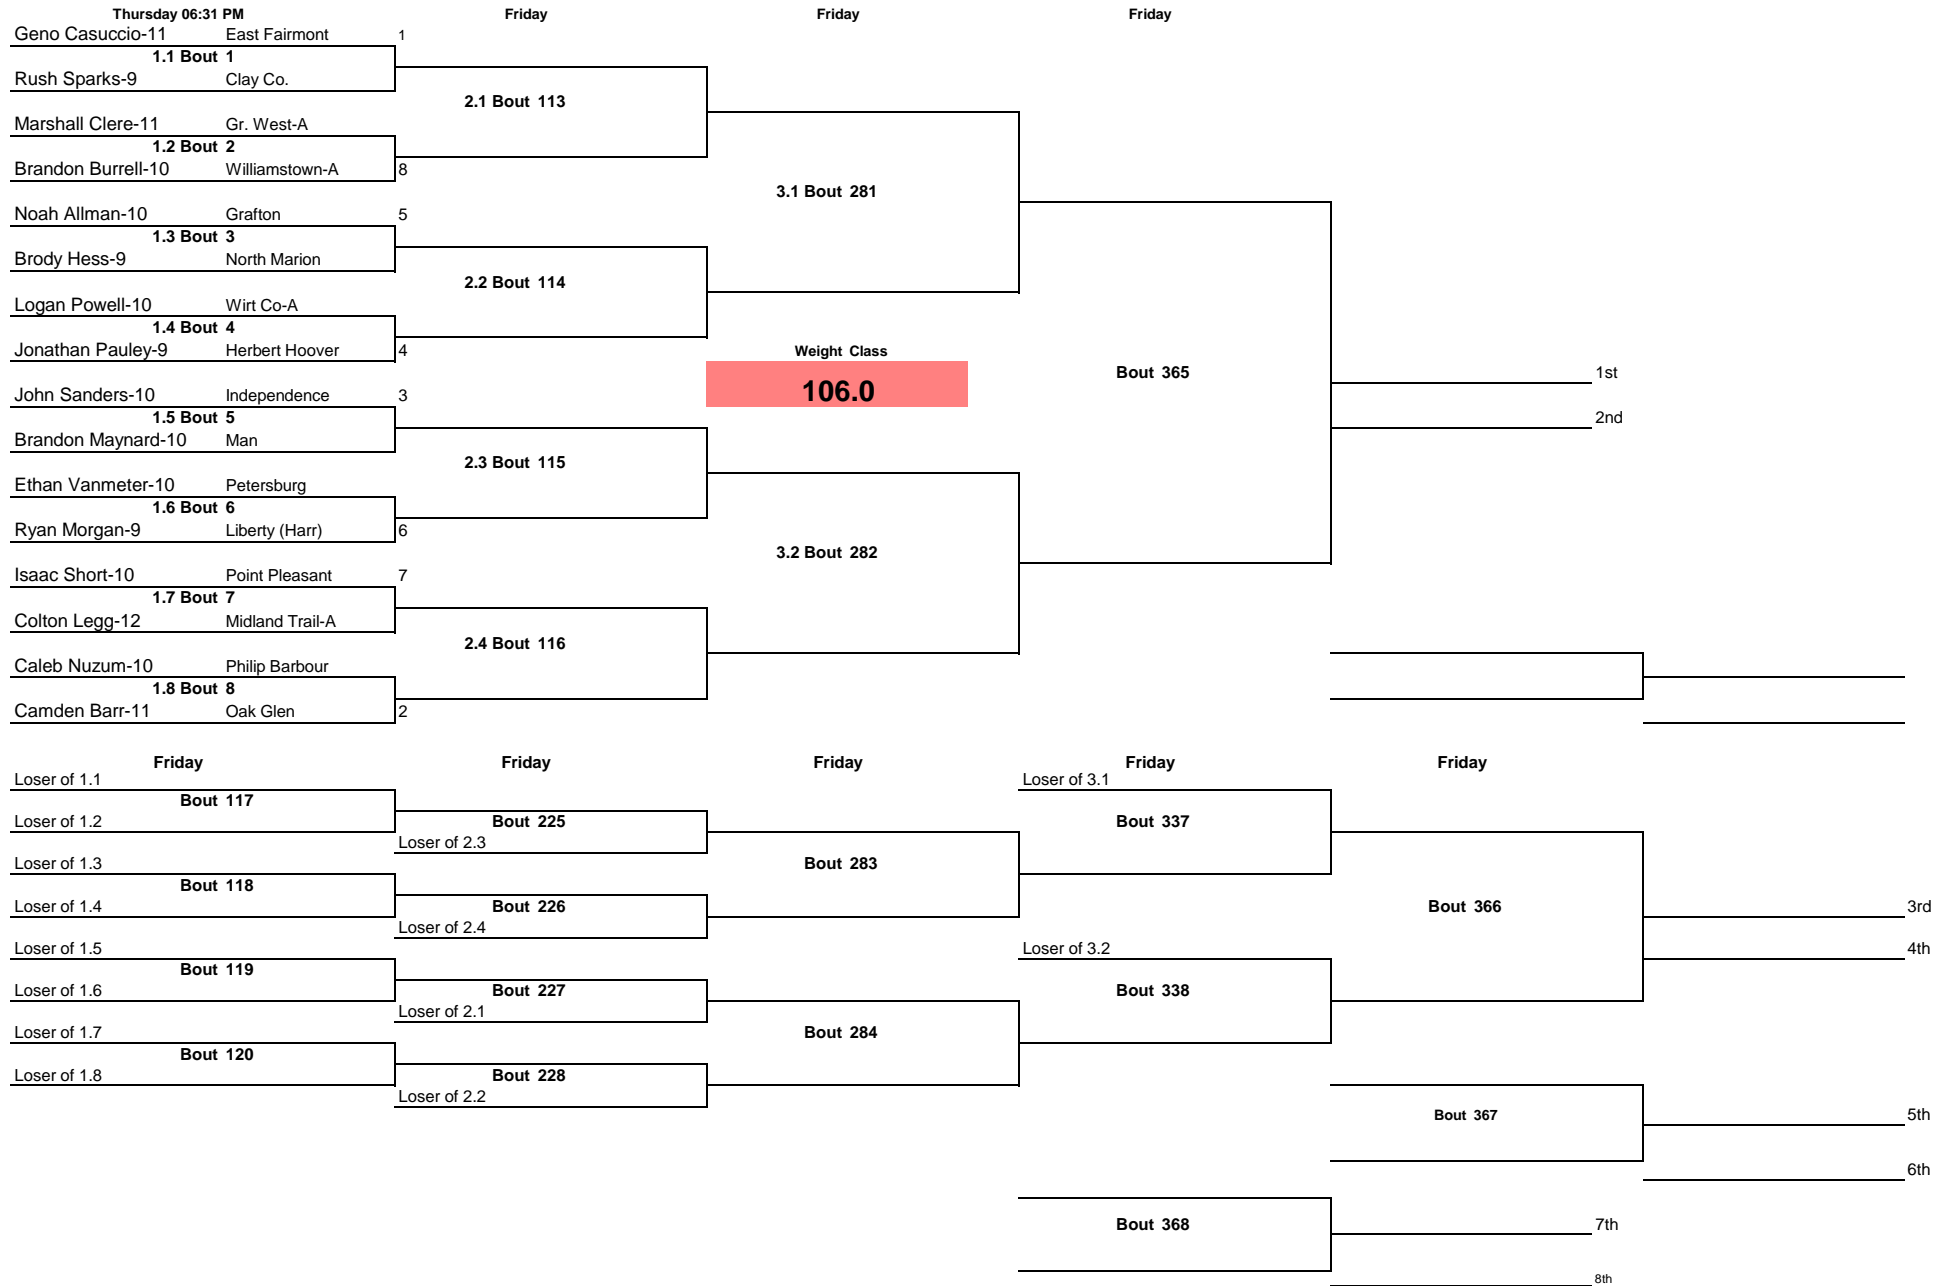 Thursday 06:31 PM Friday Friday Friday
Geno Casuccio-11 East Fairmont 1
1.1 Bout 1
Rush Sparks-9 Clay Co.
2.1 Bout 113
Marshall Clere-11 Gr. West-A
1.2 Bout 2
Brandon Burrell-10 Williamstown-A 8
3.1 Bout 281
Noah Allman-10 Grafton 5
1.3 Bout 3
Brody Hess-9 North Marion
2.2 Bout 114
Logan Powell-10 Wirt Co-A
1.4 Bout 4
Jonathan Pauley-9 Herbert Hoover 4
Weight Class
Bout 365
1st
106.0
John Sanders-10 Independence 3
1.5 Bout 5
2nd
Brandon Maynard-10 Man
2.3 Bout 115
Ethan Vanmeter-10 Petersburg
1.6 Bout 6
Ryan Morgan-9 Liberty (Harr) 6
3.2 Bout 282
Isaac Short-10 Point Pleasant 7
1.7 Bout 7
Colton Legg-12 Midland Trail-A
2.4 Bout 116
Caleb Nuzum-10 Philip Barbour
1.8 Bout 8
Camden Barr-11 Oak Glen 2
Friday Friday Friday Friday Friday
Loser of 1.1 Loser of 3.1
Bout 117
Loser of 1.2 Bout 225 Bout 337
Loser of 2.3
Loser of 1.3 Bout 283
Bout 118
Loser of 1.4 Bout 226 Bout 366 3rd
Loser of 2.4
Loser of 1.5 Loser of 3.2 4th
Bout 119
Loser of 1.6 Bout 227 Bout 338
Loser of 2.1
Loser of 1.7 Bout 284
Bout 120
Loser of 1.8 Bout 228
Loser of 2.2
Bout 367 5th
6th
Bout 368 7th
8th